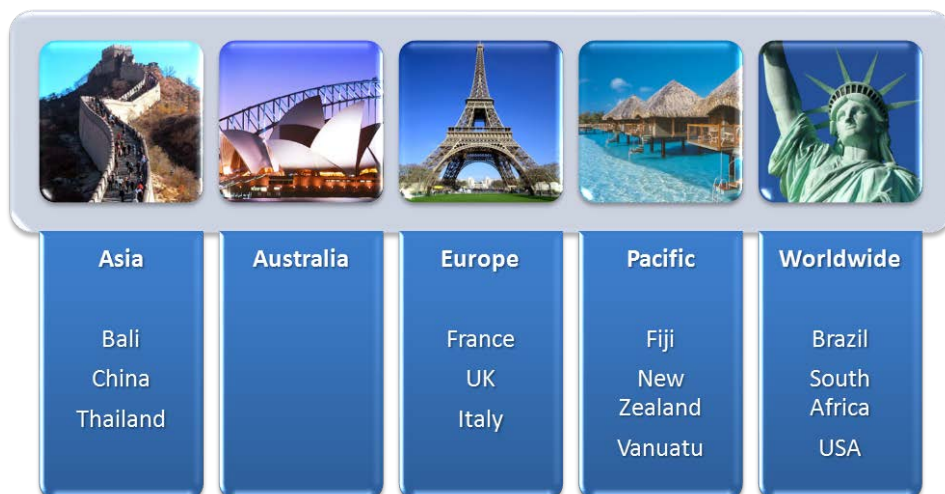 Asia
Bali
China
Thailand
Australia
Europe
France
UK
Italy
Pacific
Fiji
New
Zealand
Vanuatu
Worldwide
Brazil
South
Africa
USA